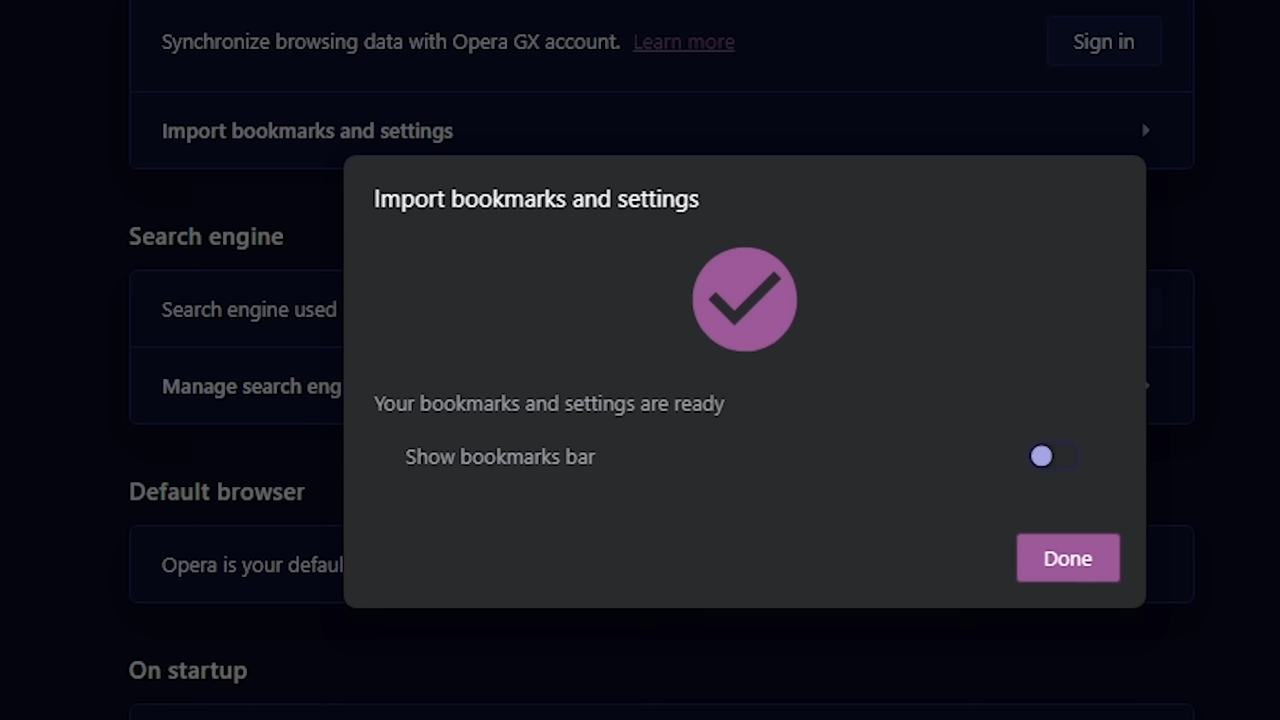 Synchronize browsing data with Opera GX account. Learn more
Sign in
Import bookmarks and settings
Import bookmarks and settings
Search engine
Search engine used
Manage search eng
Your bookmarks and settings are ready
Show bookmarks bar
Default browser
Opera is your defaul
Done
On startup